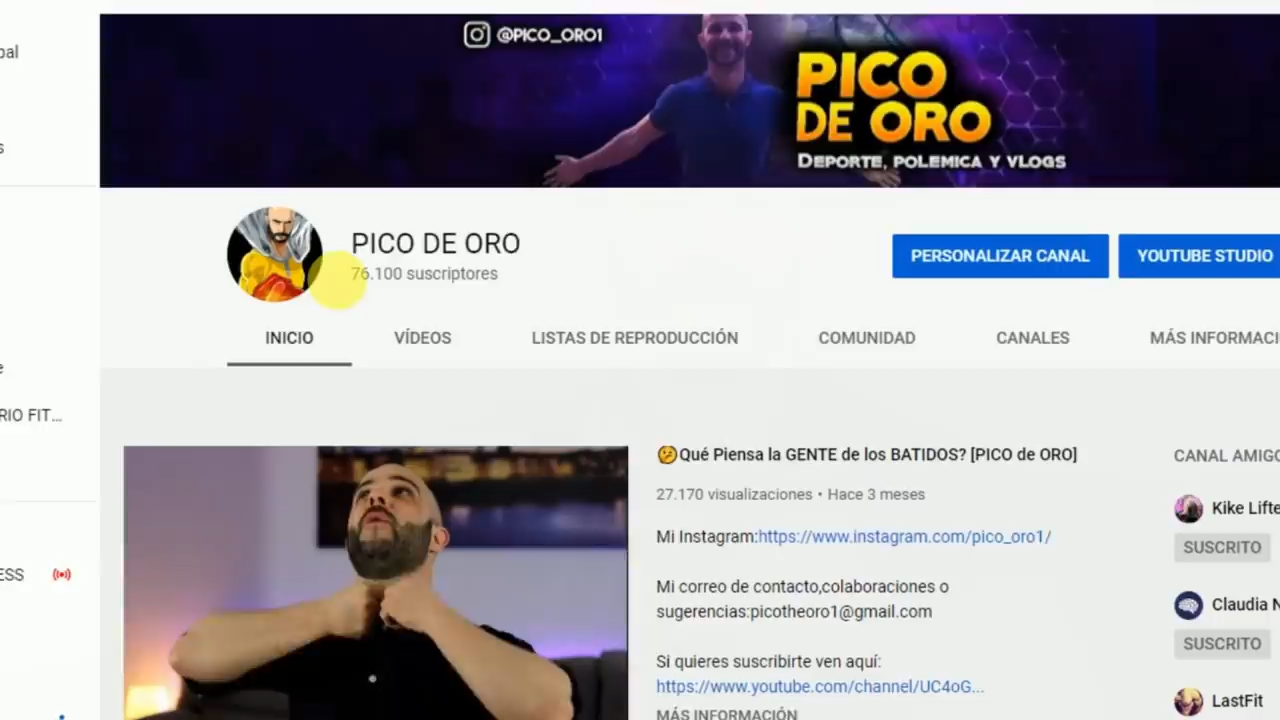 pal
s
e
RIO FIT...
ESS
@PICO_ORO1
PICO
DE ORO
DEPORTE, POLEMICA Y VLOGS
PICO DE ORO
76.100 suscriptores
PERSONALIZAR CANAL
YOUTUBE STUDIO
INICIO
VÍDEOS
LISTAS DE REPRODUCCIÓN
COMUNIDAD
CANALES
MÁS INFORMACI
🤔Qué Piensa la GENTE de los BATIDOS? [PICO de ORO]
27.170 visualizaciones • Hace 3 meses
Mi Instagram:https://www.instagram.com/pico_oro1/
Mi correo de contacto,colaboraciones o
sugerencias:picotheoro1@gmail.com
Si quieres suscribirte ven aquí:
https://www.youtube.com/channel/UC4oG...
MÁS INFORMACIÓN
CANAL AMIGO
Kike Lifte
SUSCRITO
Claudia N
SUSCRITO
LastFit